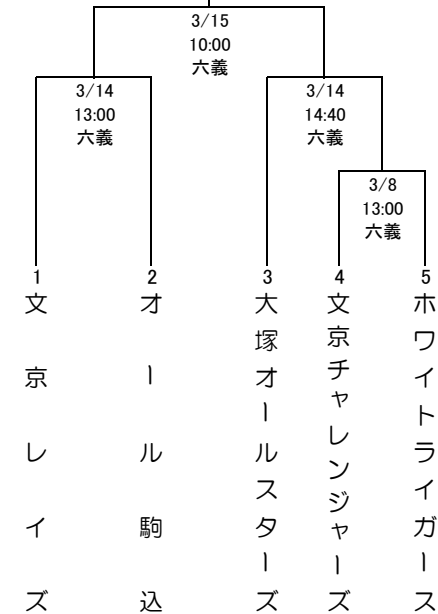 3/15
10:00
六義
3/14
13:00
六義
3/14
14:40
六義
3/8
13:00
六義
1
文京レイズ
2
オール駒込
3
大塚オールスターズ
4
文京チャレンジャーズ
5
ホワイトライガース